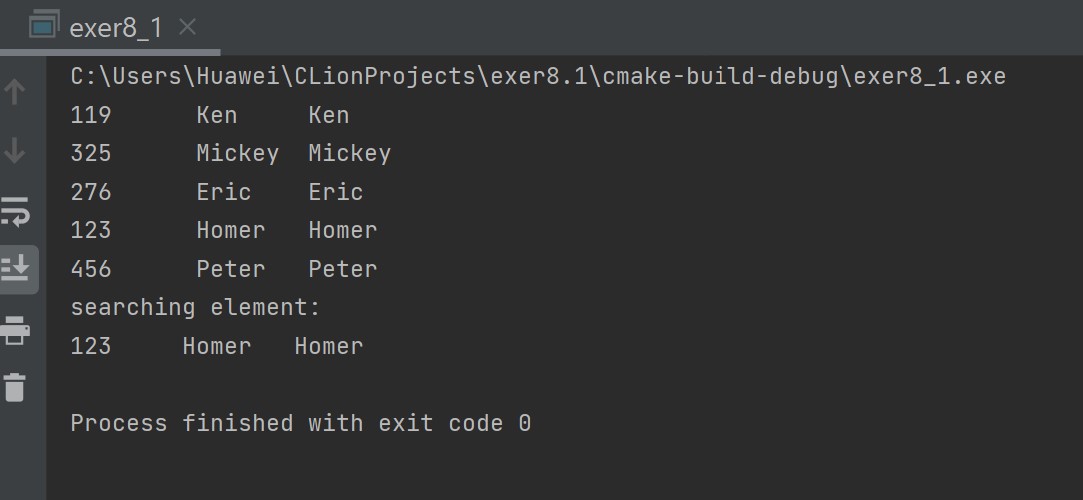 exer8_1
C:\Users\Huawei\CLionProjects\exer8.1\cmake-build-debug\exer8_1.exe
119      Ken     Ken
325      Mickey  Mickey
276      Eric    Eric
123      Homer   Homer
456      Peter   Peter
searching element:
123     Homer   Homer
Process finished with exit code 0